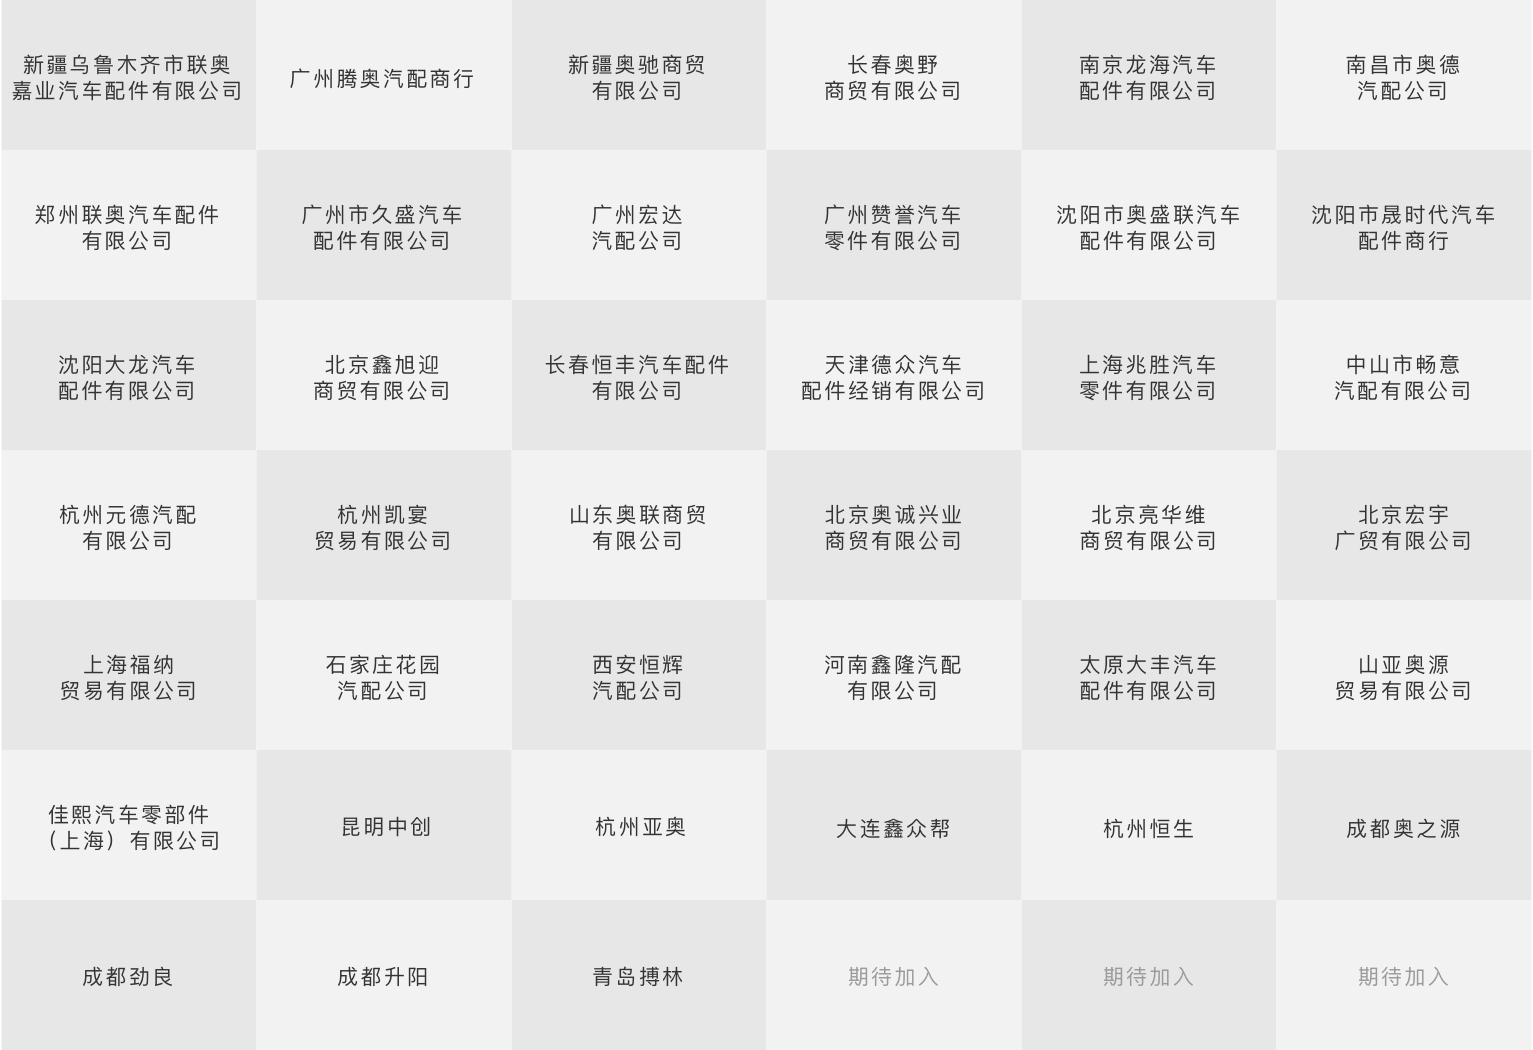 新疆乌鲁木齐市联奥
嘉业汽车配件有限公司
广州腾奥汽配商行
新疆奥驰商贸
有限公司
长春奥野
商贸有限公司
南京龙海汽车
配件有限公司
南昌市奥德
汽配公司
郑州联奥汽车配件
有限公司
广州市久盛汽车
配件有限公司
广州宏达
汽配公司
广州赞誉汽车
零件有限公司
沈阳市奥盛联汽车
配件有限公司
沈阳市晟时代汽车
配件商行
沈阳大龙汽车
配件有限公司
北京鑫旭迎
商贸有限公司
长春恒丰汽车配件
有限公司
天津德众汽车
配件经销有限公司
上海兆胜汽车
零件有限公司
中山市畅意
汽配有限公司
杭州元德汽配
有限公司
杭州凯宴
贸易有限公司
山东奥联商贸
有限公司
北京奥诚兴业
商贸有限公司
北京亮华维
商贸有限公司
北京宏宇
广贸有限公司
上海福纳
贸易有限公司
石家庄花园
汽配公司
西安恒辉
汽配公司
河南鑫隆汽配
有限公司
太原大丰汽车
配件有限公司
山亚奥源
贸易有限公司
佳熙汽车零部件
（上海）有限公司
昆明中创
杭州亚奥
大连鑫众帮
杭州恒生
成都奥之源
成都劲良
成都升阳
青岛搏林
期待加入
期待加入
期待加入